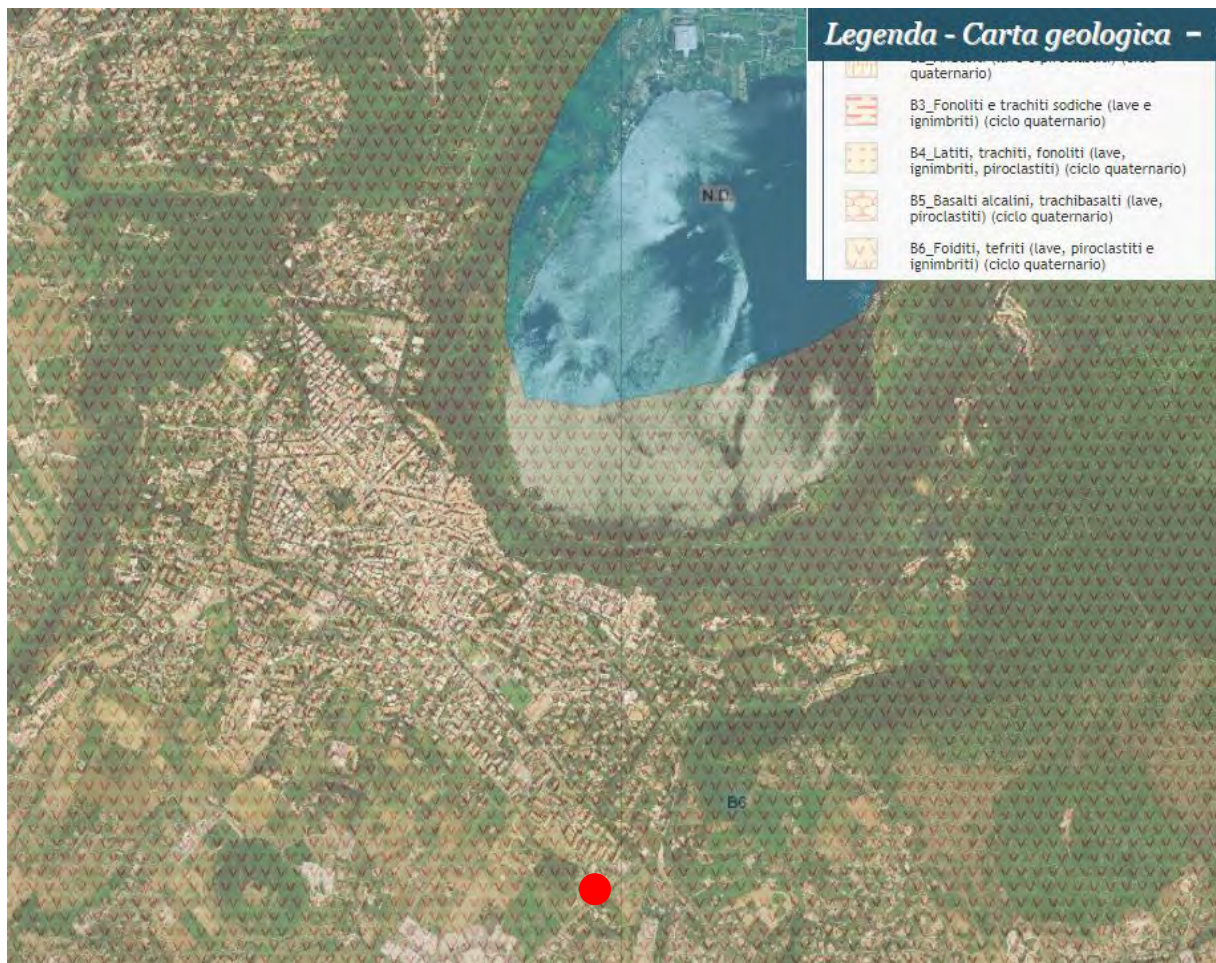 Legenda - Carta geologica –
quaternario)
B3_Fonoliti e trachiti sodiche (lave e
ignimbriti) (ciclo quaternario)
B4_Latiti, trachiti, fonoliti (lave,
ignimbriti, piroclastiti) (ciclo quaternario)
B5_Basalti alcalini, trachibasalti (lave,
piroclastiti) (ciclo quaternario)
B6_Foiditi, tefriti (lave, piroclastiti e
ignimbriti) (ciclo quaternario)
N.D.
B6